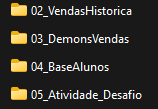 02_VendasHistorica
03_DemonsVendas
04_BaseAlunos
05_Atividade_Desafio